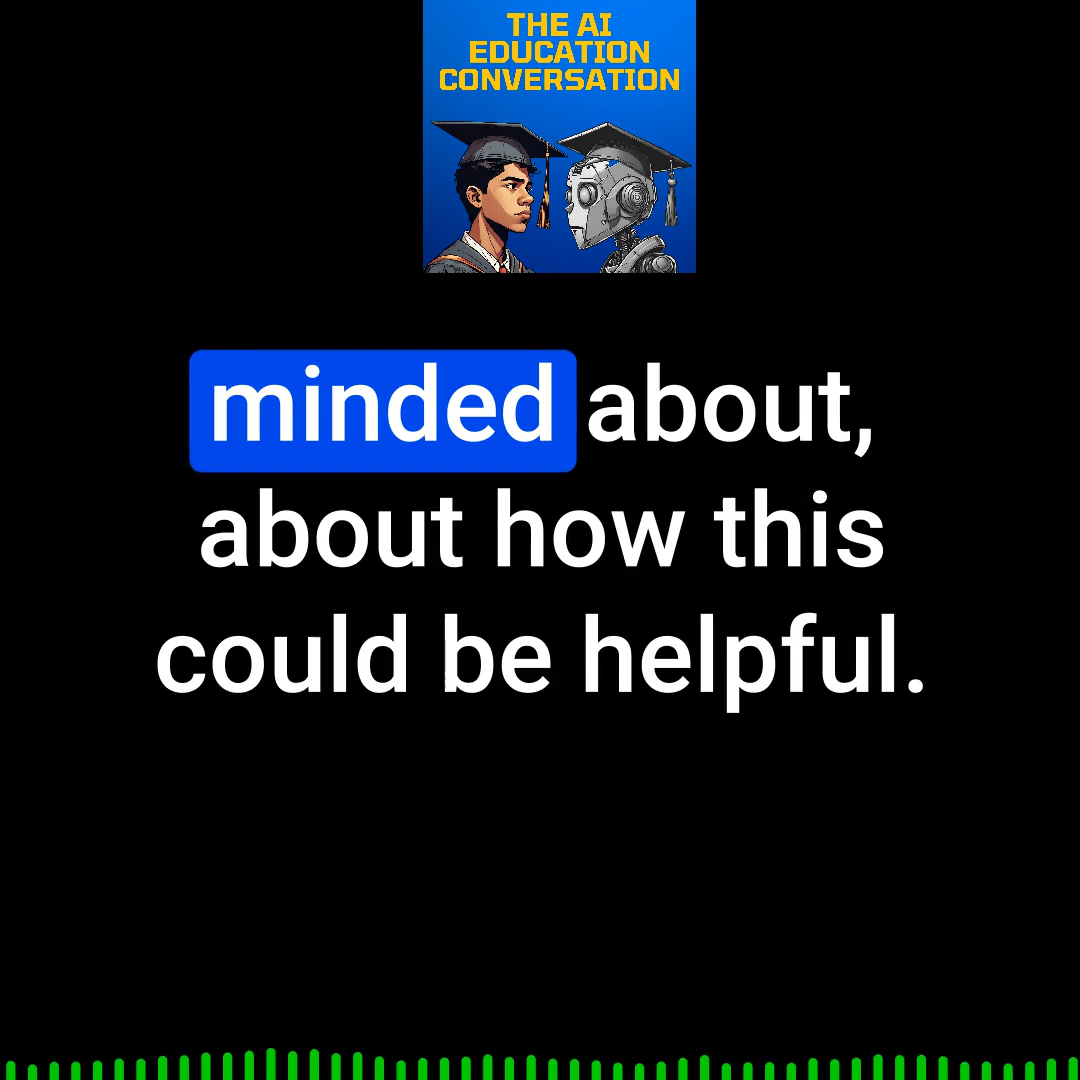 THE AI
EDUCATION
CONVERSATION
minded about,
about how this
could be helpful.